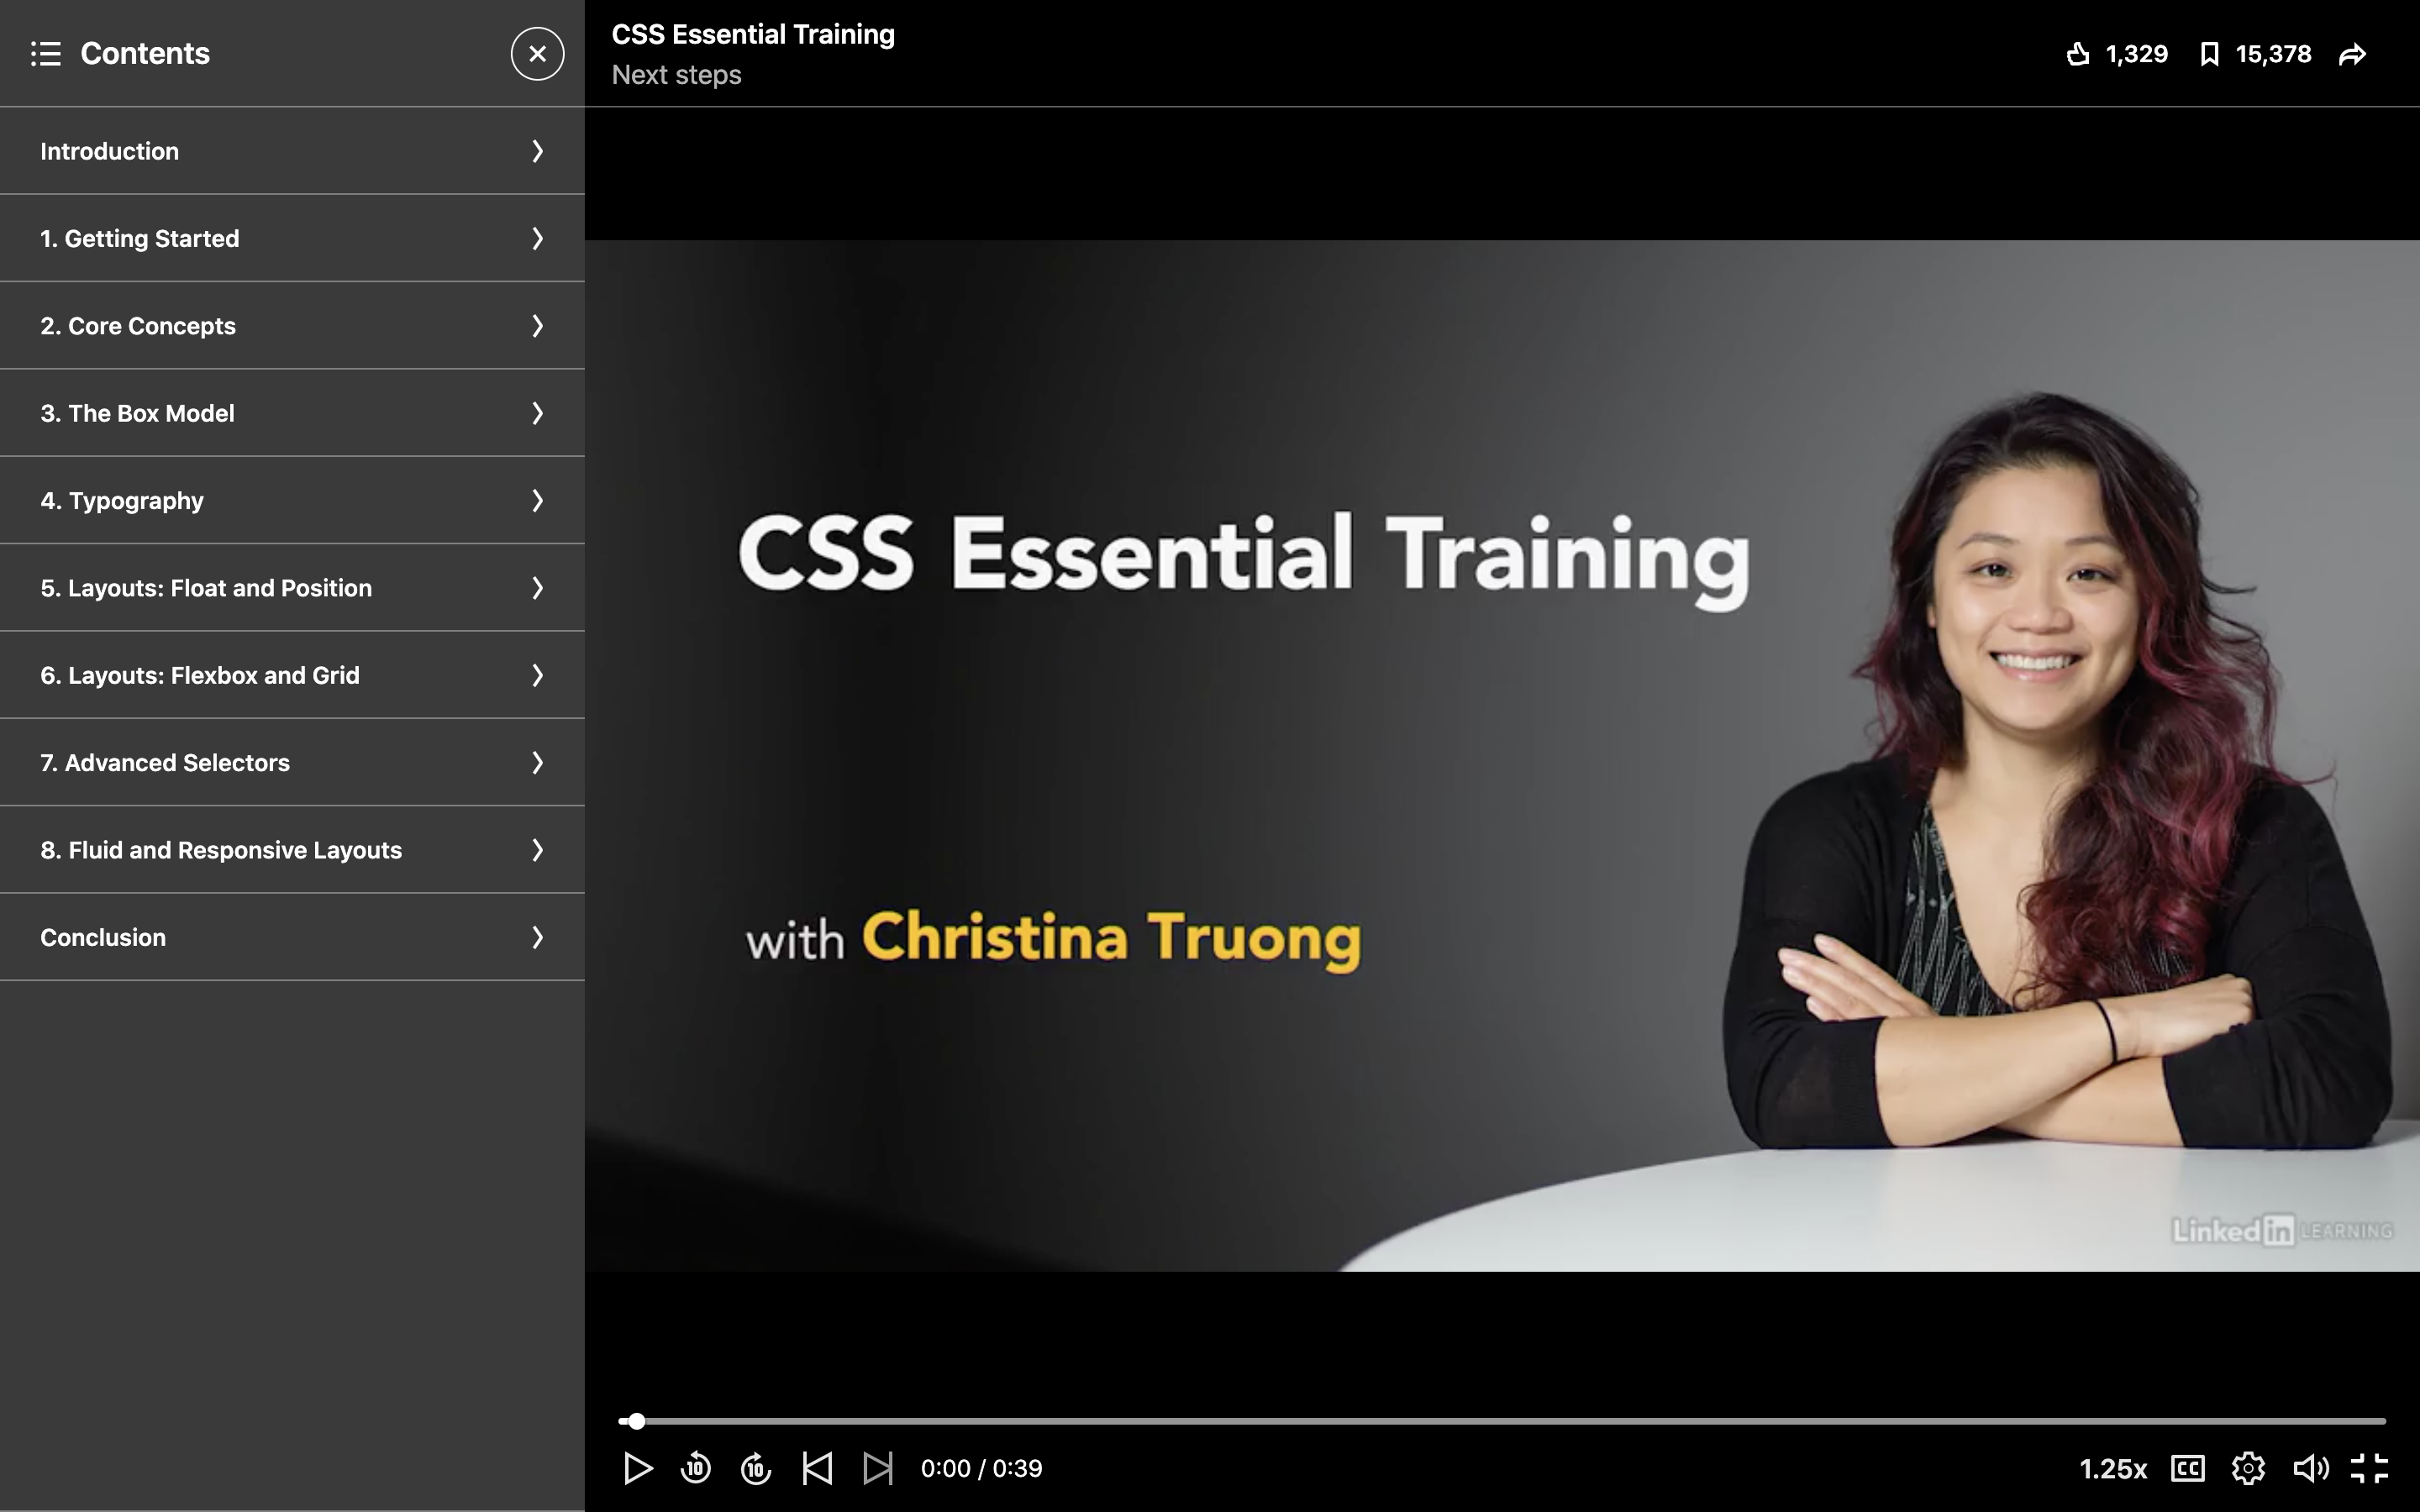 Contents
Introduction
1. Getting Started
2. Core Concepts
3. The Box Model
4. Typography
5. Layouts: Float and Position
6. Layouts: Flexbox and Grid
7. Advanced Selectors
8. Fluid and Responsive Layouts
Conclusion
CSS Essential Training
Next steps
1,329
15,378
CSS Essential Training
with Christina Truong
LinkedIn LEARNING
10
10
0:00 / 0:39
1.25x
CC